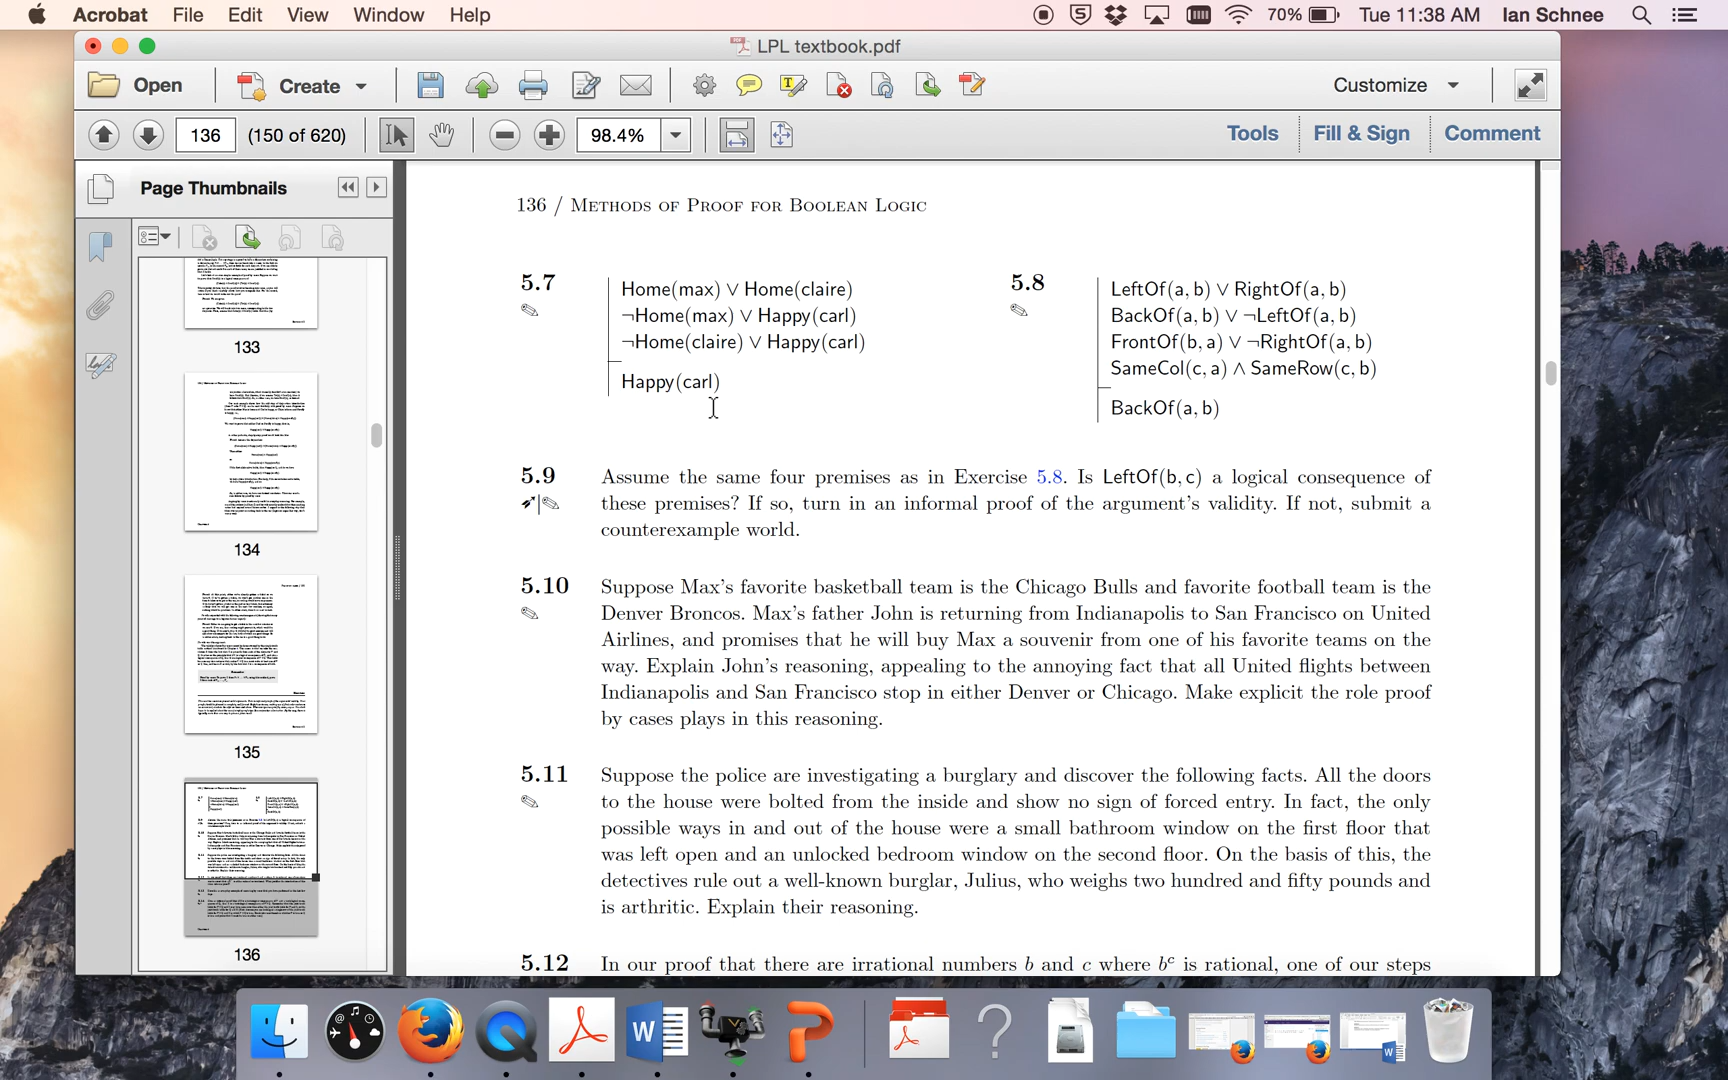 Acrobat File Edit View Window Help 70% Tue 11:38 AM Ian Schnee
LPL textbook.pdf
Open Create Customize
136 (150 of 620) 98.4% Tools Fill & Sign Comment
Page Thumbnails
133
134
135
136
136 / Methods of Proof for Boolean Logic
5.7
Home(max) ∨ Home(claire)
¬Home(max) ∨ Happy(carl)
¬Home(claire) ∨ Happy(carl)
Happy(carl)
5.8
LeftOf(a, b) ∨ RightOf(a, b)
BackOf(a, b) ∨ ¬LeftOf(a, b)
FrontOf(b, a) ∨ ¬RightOf(a, b)
SameCol(c, a) ∧ SameRow(c, b)
BackOf(a, b)
5.9 Assume the same four premises as in Exercise 5.8. Is LeftOf(b, c) a logical consequence of
these premises? If so, turn in an informal proof of the argument's validity. If not, submit a
counterexample world.
5.10 Suppose Max's favorite basketball team is the Chicago Bulls and favorite football team is the
Denver Broncos. Max's father John is returning from Indianapolis to San Francisco on United
Airlines, and promises that he will buy Max a souvenir from one of his favorite teams on the
way. Explain John's reasoning, appealing to the annoying fact that all United flights between
Indianapolis and San Francisco stop in either Denver or Chicago. Make explicit the role proof
by cases plays in this reasoning.
5.11 Suppose the police are investigating a burglary and discover the following facts. All the doors
to the house were bolted from the inside and show no sign of forced entry. In fact, the only
possible ways in and out of the house were a small bathroom window on the first floor that
was left open and an unlocked bedroom window on the second floor. On the basis of this, the
detectives rule out a well-known burglar, Julius, who weighs two hundred and fifty pounds and
is arthritic. Explain their reasoning.
5.12 In our proof that there are irrational numbers b and c where bᶜ is rational, one of our steps